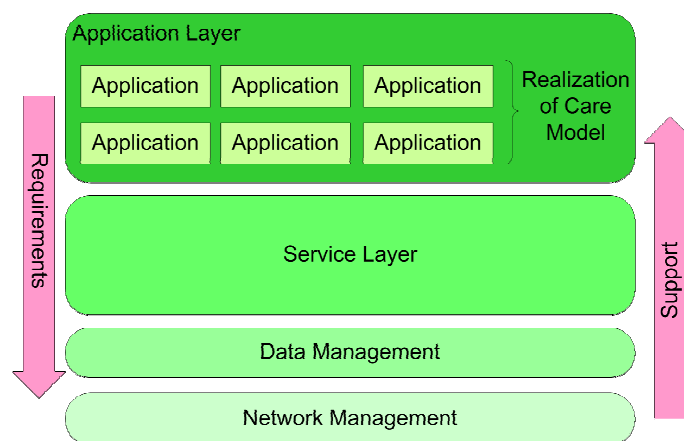 Application Layer
Application Application Application
Application Application Application
Realization
of Care
Model
Requirements
Service Layer
Support
Data Management
Network Management